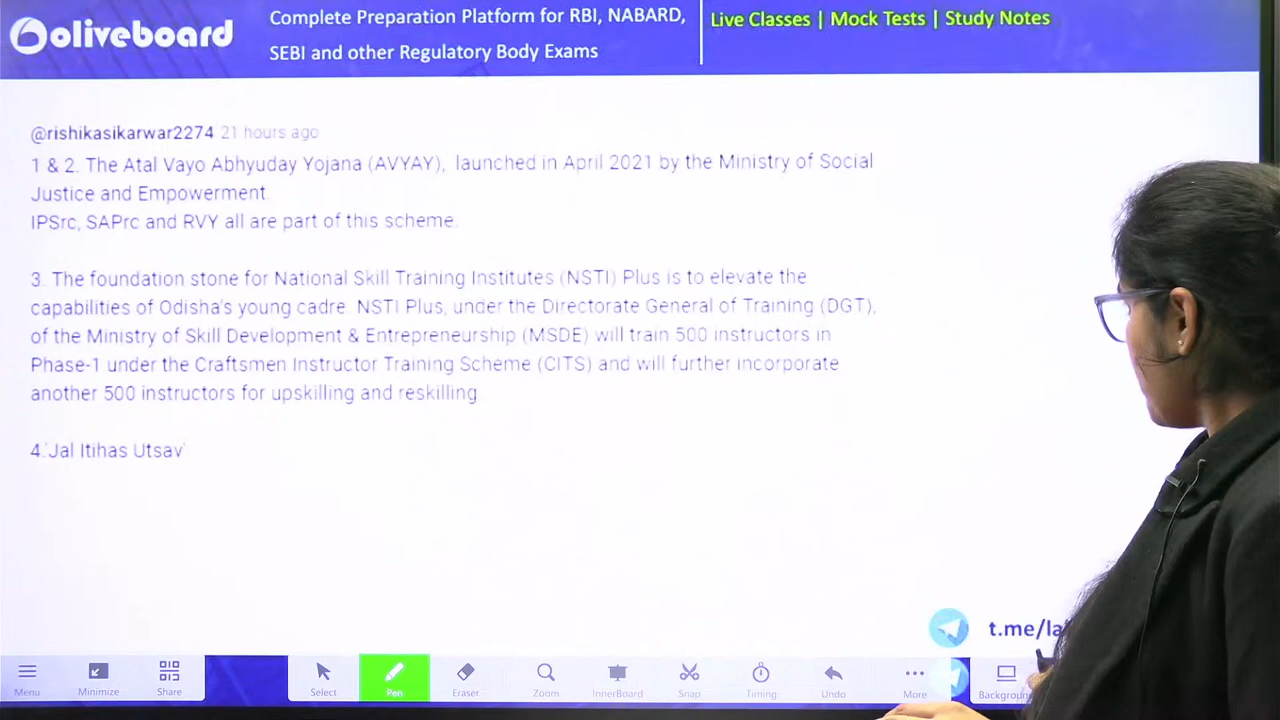 oliveboard
Complete Preparation Platform for RBI, NABARD,
SEBI and other Regulatory Body Exams
Live Classes | Mock Tests | Study Notes
@rishikasikarwar2274 21 hours ago
1 & 2. The Atal Vayo Abhyuday Yojana (AVYAY), launched in April 2021 by the Ministry of Social
Justice and Empowerment.
IPSrc, SAPrc and RVY all are part of this scheme.
3. The foundation stone for National Skill Training Institutes (NSTI) Plus is to elevate the
capabilities of Odisha's young cadre. NSTI Plus, under the Directorate General of Training (DGT),
of the Ministry of Skill Development & Entrepreneurship (MSDE) will train 500 instructors in
Phase-1 under the Craftsmen Instructor Training Scheme (CITS) and will further incorporate
another 500 instructors for upskilling and reskilling.
4.'Jal Itihas Utsav'
t.me/la
Menu
Minimize
Share
Select
Pen
Eraser
Zoom
InnerBoard
Snap
Timing
Undo
More
Background